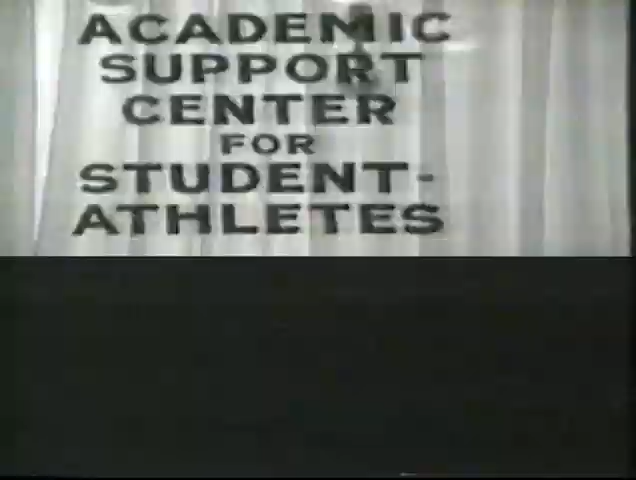 ACADEMIC
SUPPORT
CENTER
FOR
STUDENT-
ATHLETES